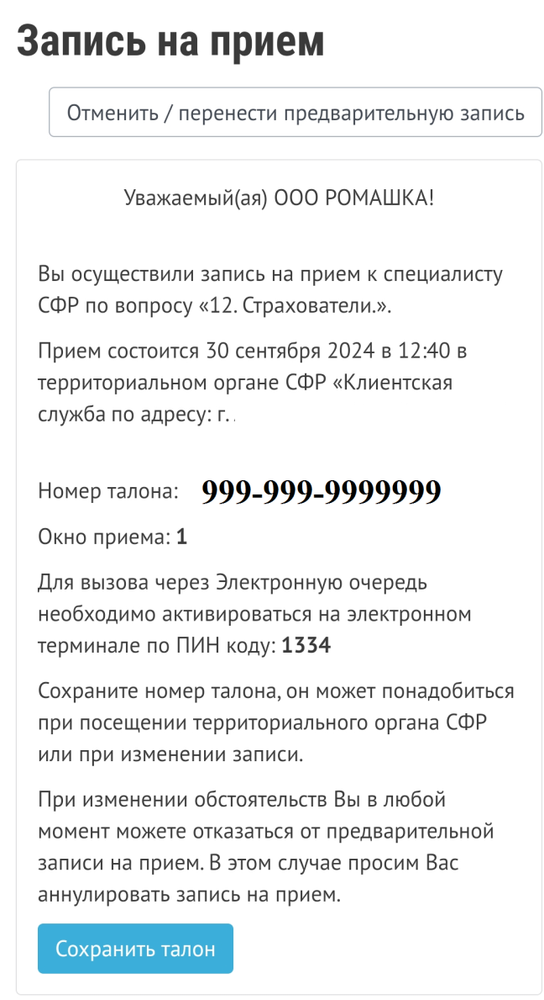 Запись на прием
Отменить / перенести предварительную запись
Уважаемый(ая) ООО РОМАШКА!
Вы осуществили запись на прием к специалисту
СФР по вопросу «12. Страхователи.».
Прием состоится 30 сентября 2024 в 12:40 в
территориальном органе СФР «Клиентская
служба по адресу: г.
Номер талона: 999-999-9999999
Окно приема: 1
Для вызова через Электронную очередь
необходимо активироваться на электронном
терминале по ПИН коду: 1334
Сохраните номер талона, он может понадобиться
при посещении территориального органа СФР
или при изменении записи.
При изменении обстоятельств Вы в любой
момент можете отказаться от предварительной
записи на прием. В этом случае просим Вас
аннулировать запись на прием.
Сохранить талон